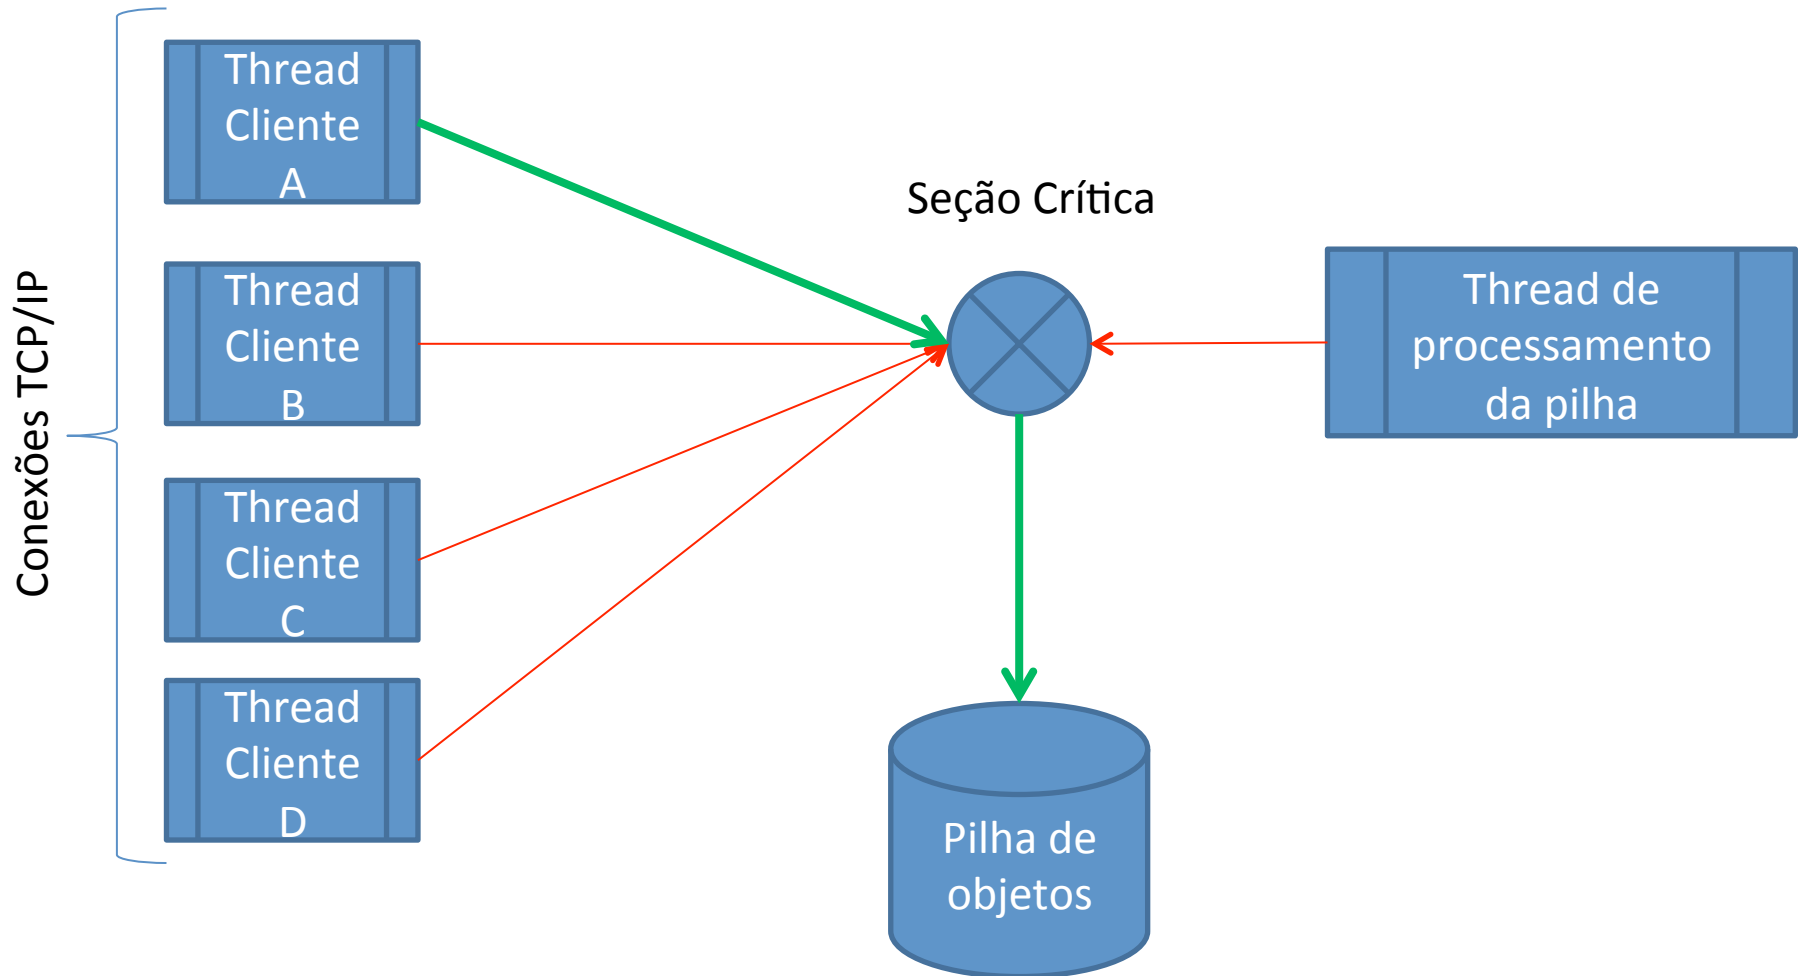 Conexões TCP/IP
Thread
Cliente
A
Thread
Cliente
B
Thread
Cliente
C
Thread
Cliente
D
Seção Crítica
Thread de
processamento
da pilha
Pilha de
objetos